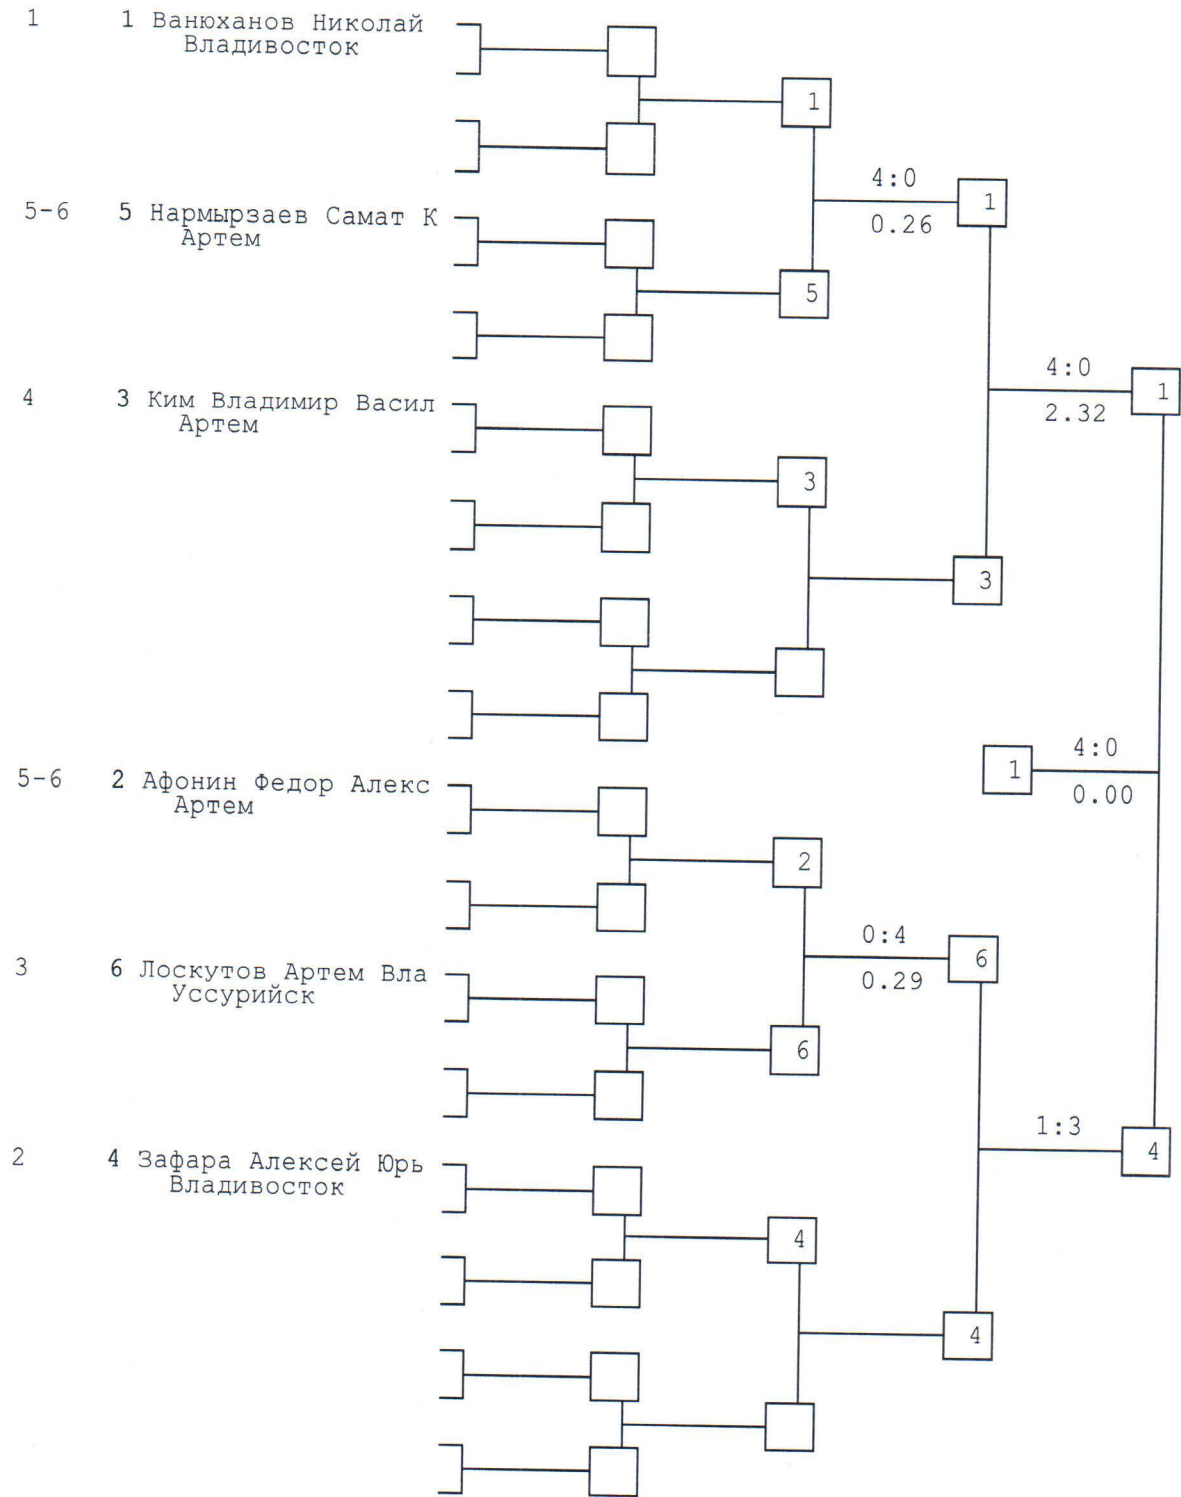 1 1 Ванюханов Николай
Владивосток
1
4:0
1
0.26
5-6 5 Нармырзаев Самат К
Артем
5
4:0
1
2.32
4 3 Ким Владимир Васил
Артем
3
3
4:0
1
0.00
5-6 2 Афонин Федор Алекс
Артем
2
0:4
6
0.29
3 6 Лоскутов Артем Вла
Уссурийск
6
1:3
4
2 4 Зафара Алексей Юрь
Владивосток
4
4